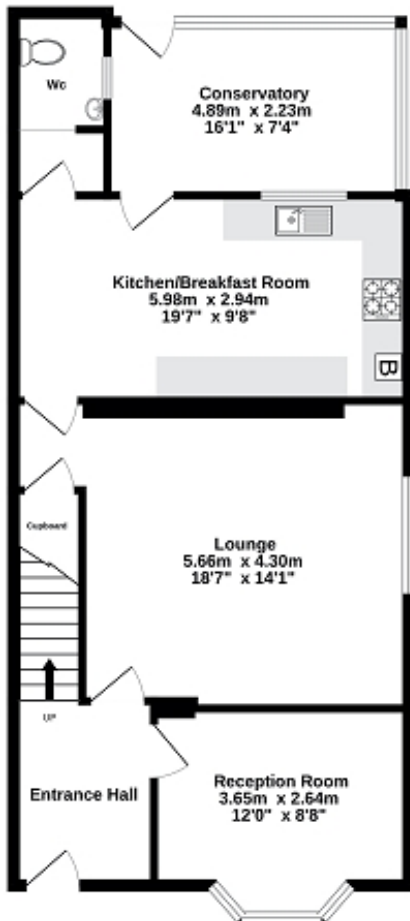 Wc
Conservatory
4.89m x 2.23m
16'1" x 7'4"
Kitchen/Breakfast Room
5.98m x 2.94m
19'7" x 9'8"
B
Cupboard
Lounge
5.66m x 4.30m
18'7" x 14'1"
UP
Entrance Hall
Reception Room
3.65m x 2.64m
12'0" x 8'8"